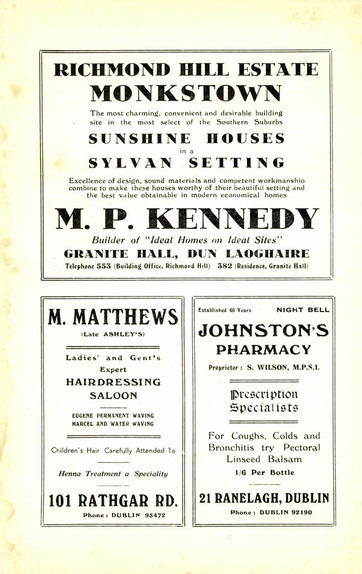 RICHMOND HILL ESTATE
MONKSTOWN
The most charming, convenient and desirable building
site in the most select of the Southern Suburbs
SUNSHINE HOUSES
in a
SYLVAN SETTING
Excellence of design, sound materials and competent workmanship
combine to make these houses worthy of their beautiful setting and
the best value obtainable in modern economical homes
M. P. KENNEDY
Builder of "Ideal Homes on Ideal Sites"
GRANITE HALL, DUN LAOGHAIRE
Telephone 553 (Building Office, Richmond Hill) 382 (Residence, Granite Hall)
M. MATTHEWS
(Late ASHLEY'S)
Ladies' and Gent's
Expert
HAIRDRESSING
SALOON
EUGENE PERMANENT WAVING
MARCEL AND WATER WAVING
Children's Hair Carefully Attended To
Henna Treatment a Speciality
101 RATHGAR RD.
Phone: DUBLIN 95472
Established 40 Years NIGHT BELL
JOHNSTON'S
PHARMACY
Proprietor: S. WILSON, M.P.S.I.
Prescription
Specialists
For Coughs, Colds and
Bronchitis try Pectoral
Linseed Balsam
1/6 Per Bottle
21 RANELAGH, DUBLIN
Phone: DUBLIN 92190